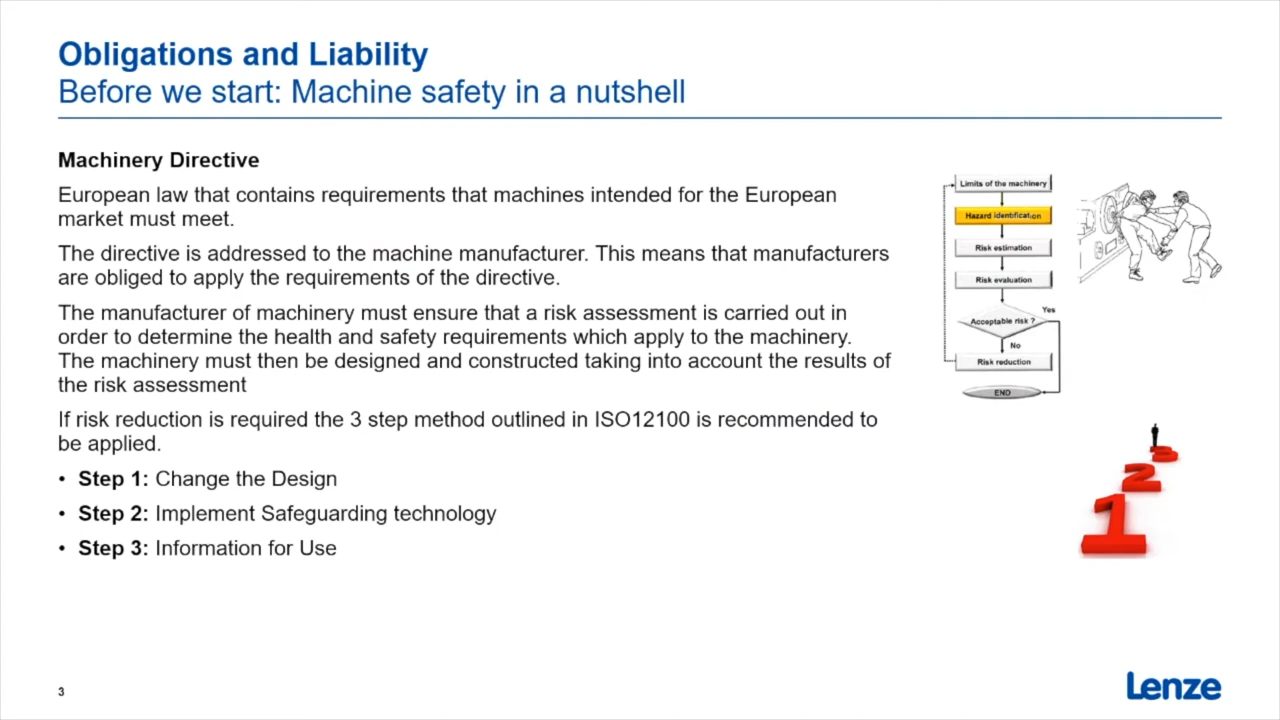 Obligations and Liability
Before we start: Machine safety in a nutshell
Machinery Directive
European law that contains requirements that machines intended for the European
market must meet.
The directive is addressed to the machine manufacturer. This means that manufacturers
are obliged to apply the requirements of the directive.
The manufacturer of machinery must ensure that a risk assessment is carried out in
order to determine the health and safety requirements which apply to the machinery.
The machinery must then be designed and constructed taking into account the results of
the risk assessment
If risk reduction is required the 3 step method outlined in ISO12100 is recommended to
be applied.
• Step 1: Change the Design
• Step 2: Implement Safeguarding technology
• Step 3: Information for Use
Limits of the machinery
Hazard identification
Risk estimation
Risk evaluation
Yes
Acceptable risk ?
No
Risk reduction
END
3
2
1
3
Lenze